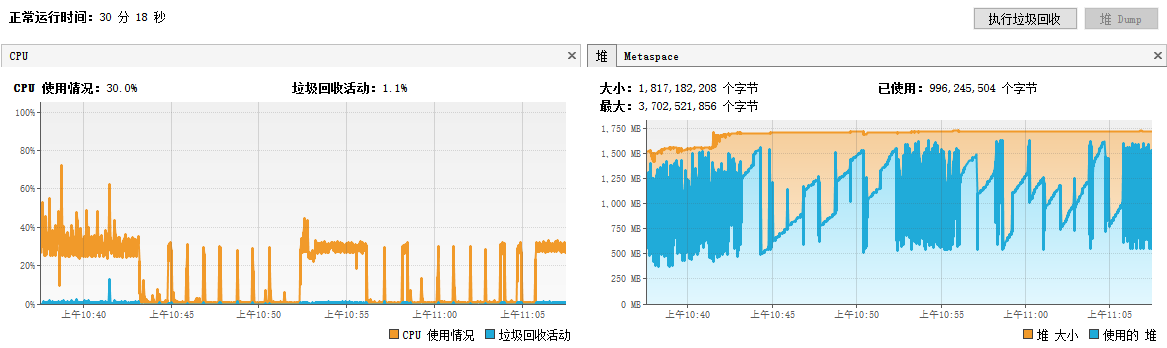 正常运行时间：30 分 18 秒
执行垃圾回收 堆 Dump
CPU
堆 Metaspace
CPU 使用情况：30.0% 垃圾回收活动：1.1%
大小：1,817,182,208 个字节 已使用：996,245,504 个字节
最大：3,702,521,856 个字节
100%
80%
60%
40%
20%
0%
上午10:40 上午10:45 上午10:50 上午10:55 上午11:00 上午11:05
CPU 使用情况 垃圾回收活动
1,750 MB
1,500 MB
1,250 MB
1,000 MB
750 MB
500 MB
250 MB
0 MB
上午10:40 上午10:45 上午10:50 上午10:55 上午11:00 上午11:05
堆 大小 使用的 堆